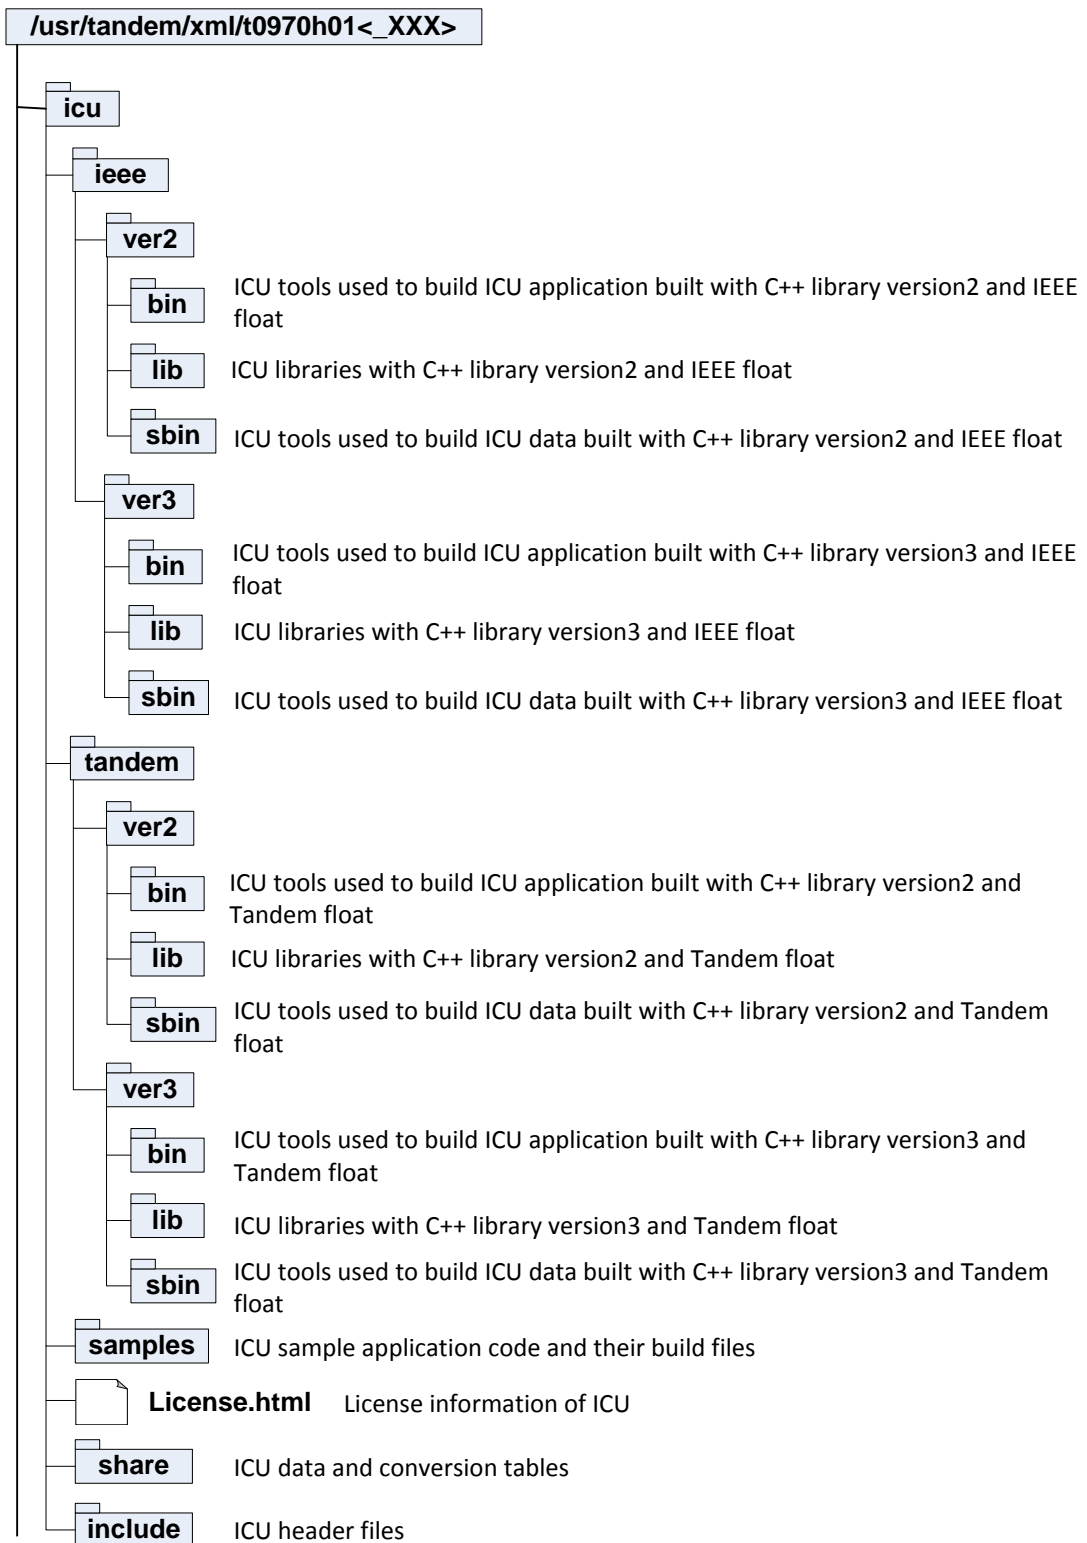 /usr/tandem/xml/t0970h01<_XXX>
icu
ieee
ver2
bin
ICU tools used to build ICU application built with C++ library version2 and IEEE
float
lib
ICU libraries with C++ library version2 and IEEE float
sbin
ICU tools used to build ICU data built with C++ library version2 and IEEE float
ver3
bin
ICU tools used to build ICU application built with C++ library version3 and IEEE
float
lib
ICU libraries with C++ library version3 and IEEE float
sbin
ICU tools used to build ICU data built with C++ library version3 and IEEE float
tandem
ver2
bin
ICU tools used to build ICU application built with C++ library version2 and
Tandem float
lib
ICU libraries with C++ library version2 and Tandem float
sbin
ICU tools used to build ICU data built with C++ library version2 and Tandem
float
ver3
bin
ICU tools used to build ICU application built with C++ library version3 and
Tandem float
lib
ICU libraries with C++ library version3 and Tandem float
sbin
ICU tools used to build ICU data built with C++ library version3 and Tandem
float
samples
ICU sample application code and their build files
License.html
License information of ICU
share
ICU data and conversion tables
include
ICU header files